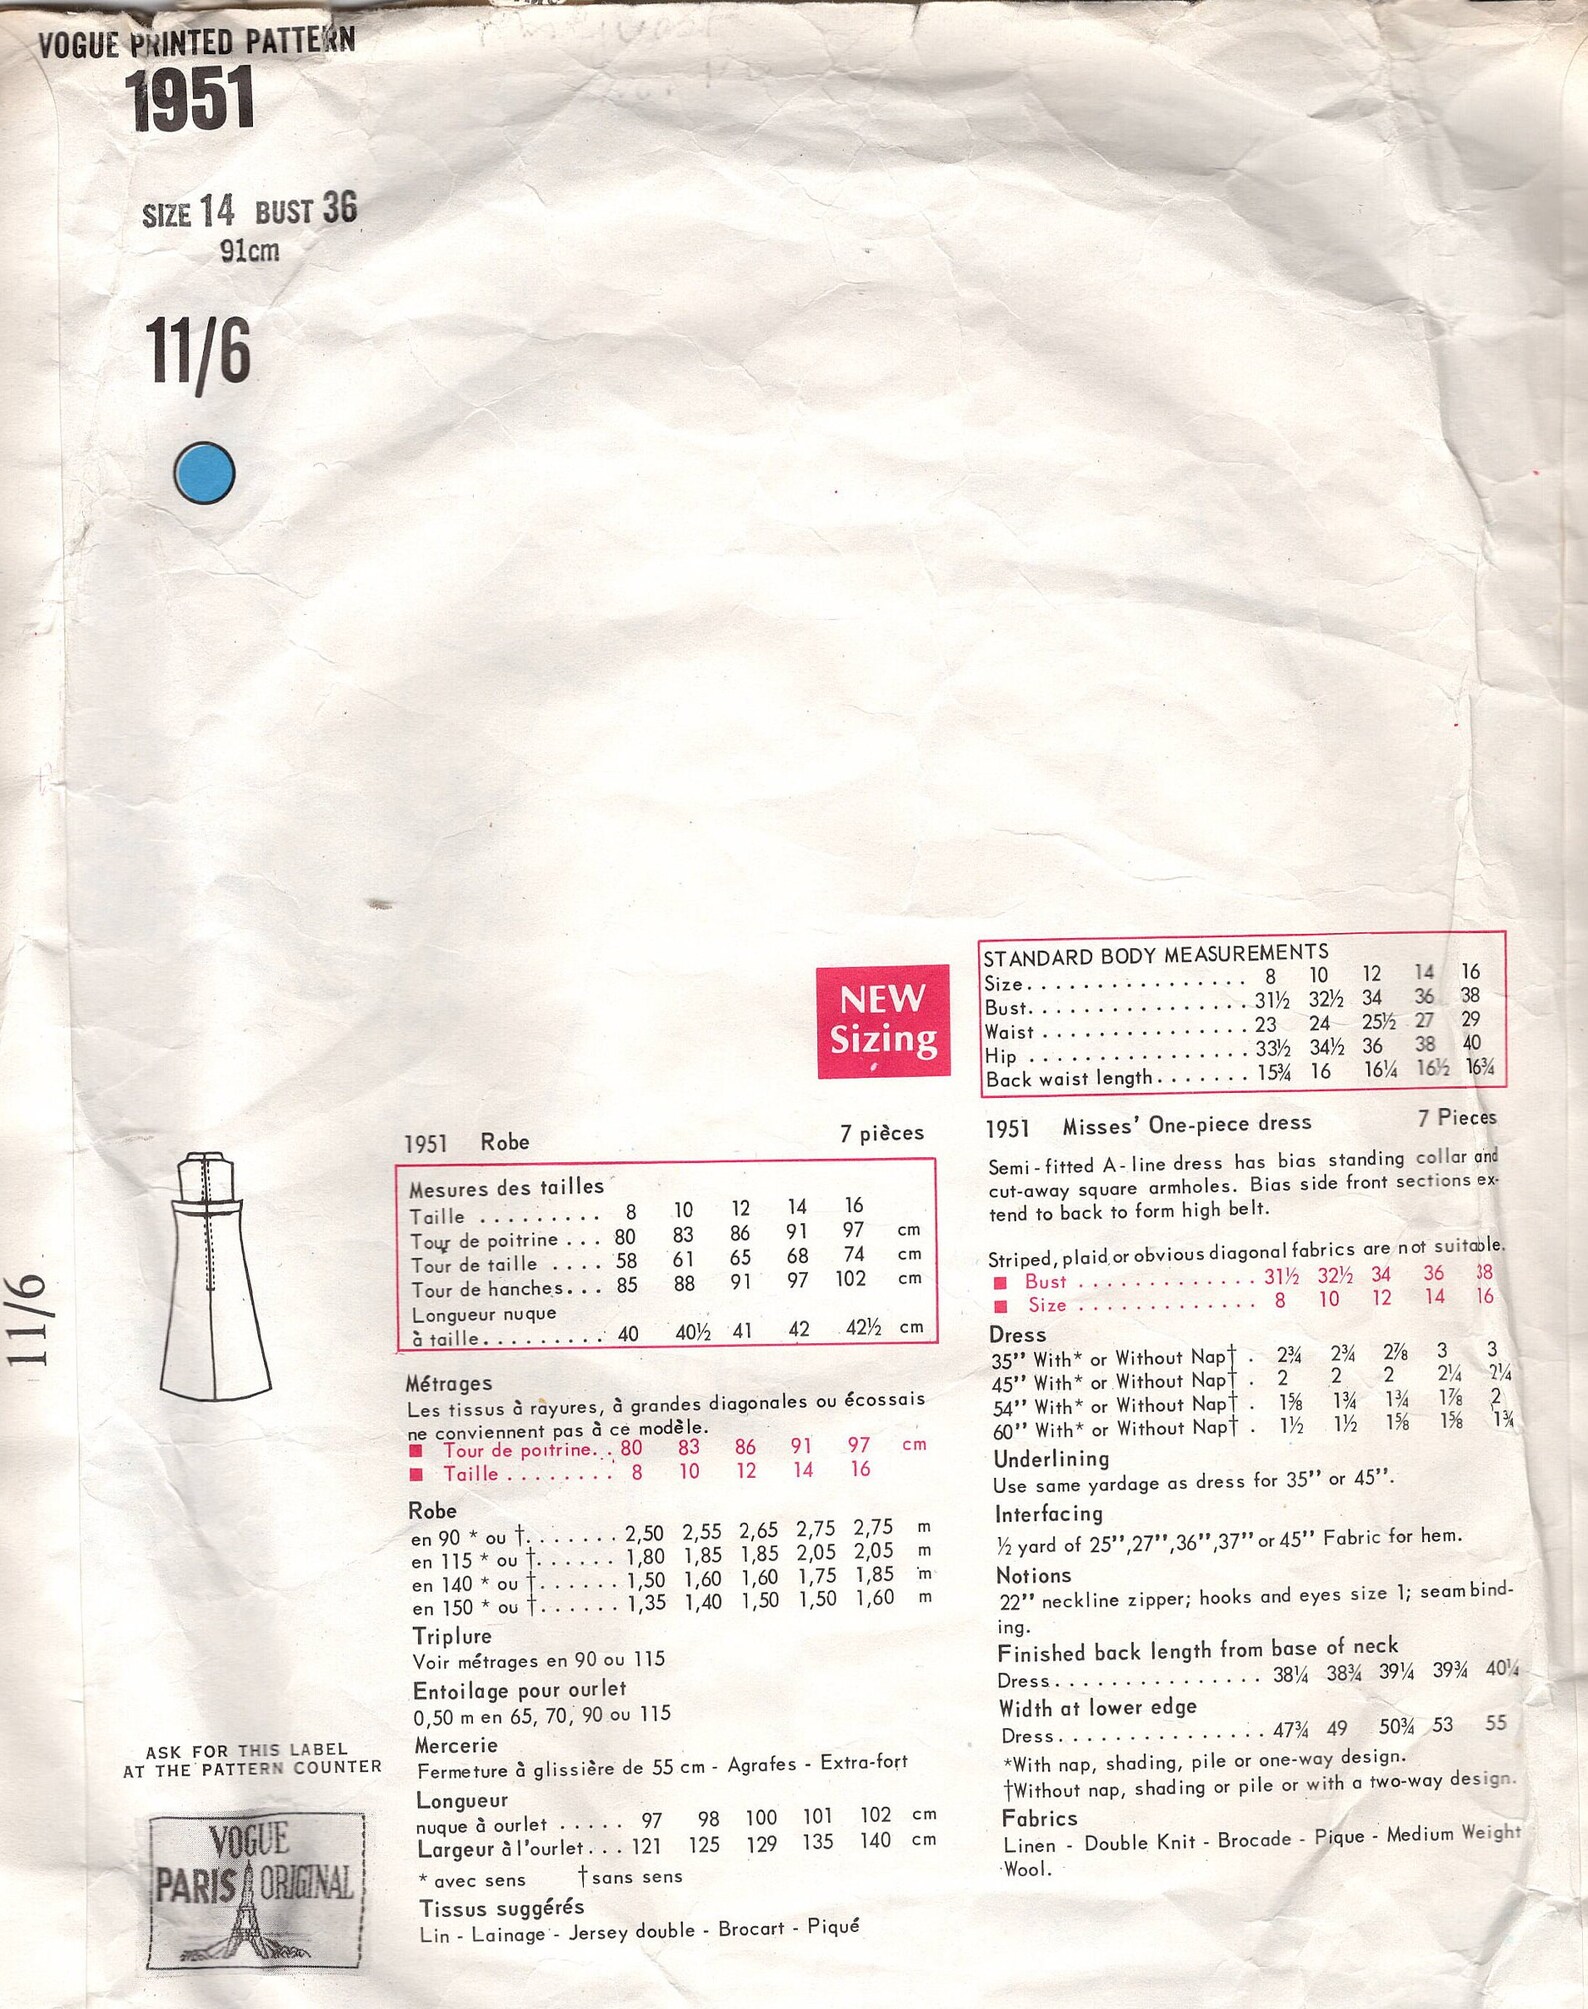 VOGUE PRINTED PATTERN
1951
SIZE 14 BUST 36
91cm
11/6
11/6
ASK FOR THIS LABEL
AT THE PATTERN COUNTER
VOGUE
PARIS ORIGINAL
NEW
Sizing
1951 Robe 7 pièces
Mesures des tailles
Taille ......... 8 10 12 14 16
Tour de poitrine ... 80 83 86 91 97 cm
Tour de taille .... 58 61 65 68 74 cm
Tour de hanches... 85 88 91 97 102 cm
Longueur nuque
à taille......... 40 40½ 41 42 42½ cm
Métrages
Les tissus à rayures, à grandes diagonales ou écossais
ne conviennent pas à ce modèle.
■ Tour de poitrine... 80 83 86 91 97 cm
■ Taille ........ 8 10 12 14 16
Robe
en 90 * ou †....... 2,50 2,55 2,65 2,75 2,75 m
en 115 * ou †...... 1,80 1,85 1,85 2,05 2,05 m
en 140 * ou †...... 1,50 1,60 1,60 1,75 1,85 m
en 150 * ou †...... 1,35 1,40 1,50 1,50 1,60 m
Triplure
Voir métrages en 90 ou 115
Entoilage pour ourlet
0,50 m en 65, 70, 90 ou 115
Mercerie
Fermeture à glissière de 55 cm - Agrafes - Extra-fort
Longueur
nuque à ourlet ..... 97 98 100 101 102 cm
Largeur à l'ourlet... 121 125 129 135 140 cm
* avec sens † sans sens
Tissus suggérés
Lin - Lainage - Jersey double - Brocart - Piqué
STANDARD BODY MEASUREMENTS
Size................ 8 10 12 14 16
Bust................ 31½ 32½ 34 36 38
Waist ............... 23 24 25½ 27 29
Hip ................ 33½ 34½ 36 38 40
Back waist length....... 15¾ 16 16¼ 16½ 16¾
1951 Misses' One-piece dress 7 Pieces
Semi-fitted A-line dress has bias standing collar and
cut-away square armholes. Bias side front sections ex-
tend to back to form high belt.
Striped, plaid or obvious diagonal fabrics are not suitable.
■ Bust ............. 31½ 32½ 34 36 38
■ Size ............. 8 10 12 14 16
Dress
35'' With* or Without Nap† . 2¾ 2¾ 2⅞ 3 3
45'' With* or Without Nap† . 2 2 2 2¼ 2¼
54'' With* or Without Nap† . 1⅝ 1¾ 1¾ 1⅞ 2
60'' With* or Without Nap† . 1½ 1½ 1⅝ 1⅝ 1¾
Underlining
Use same yardage as dress for 35'' or 45''.
Interfacing
½ yard of 25'',27'',36'',37'' or 45'' Fabric for hem.
Notions
22'' neckline zipper; hooks and eyes size 1; seam bind-
ing.
Finished back length from base of neck
Dress............... 38¼ 38¾ 39¼ 39¾ 40¼
Width at lower edge
Dress............... 47¾ 49 50¾ 53 55
*With nap, shading, pile or one-way design.
†Without nap, shading or pile or with a two-way design.
Fabrics
Linen - Double Knit - Brocade - Pique - Medium Weight
Wool.